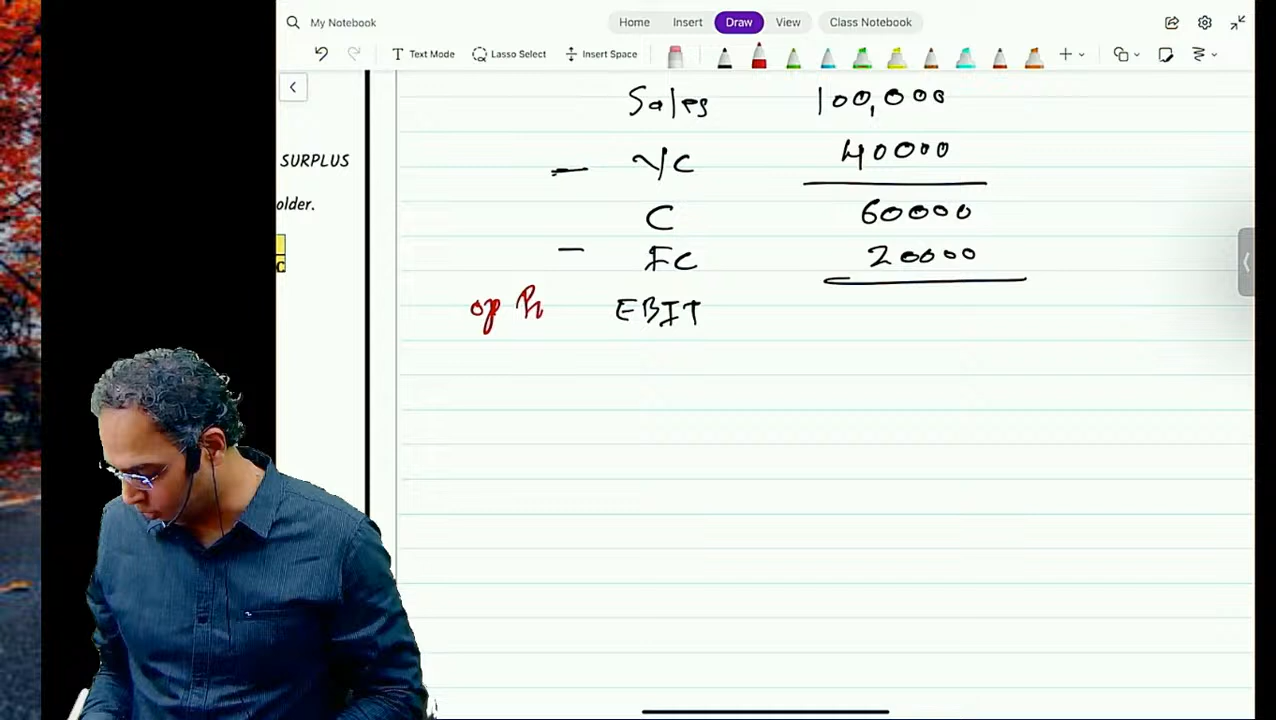 My Notebook
Home Insert Draw View Class Notebook
Text Mode Lasso Select Insert Space
SURPLUS
older.
C
Sales 100,000
- VC 40000
C 60000
- FC 20000
op Pr EBIT